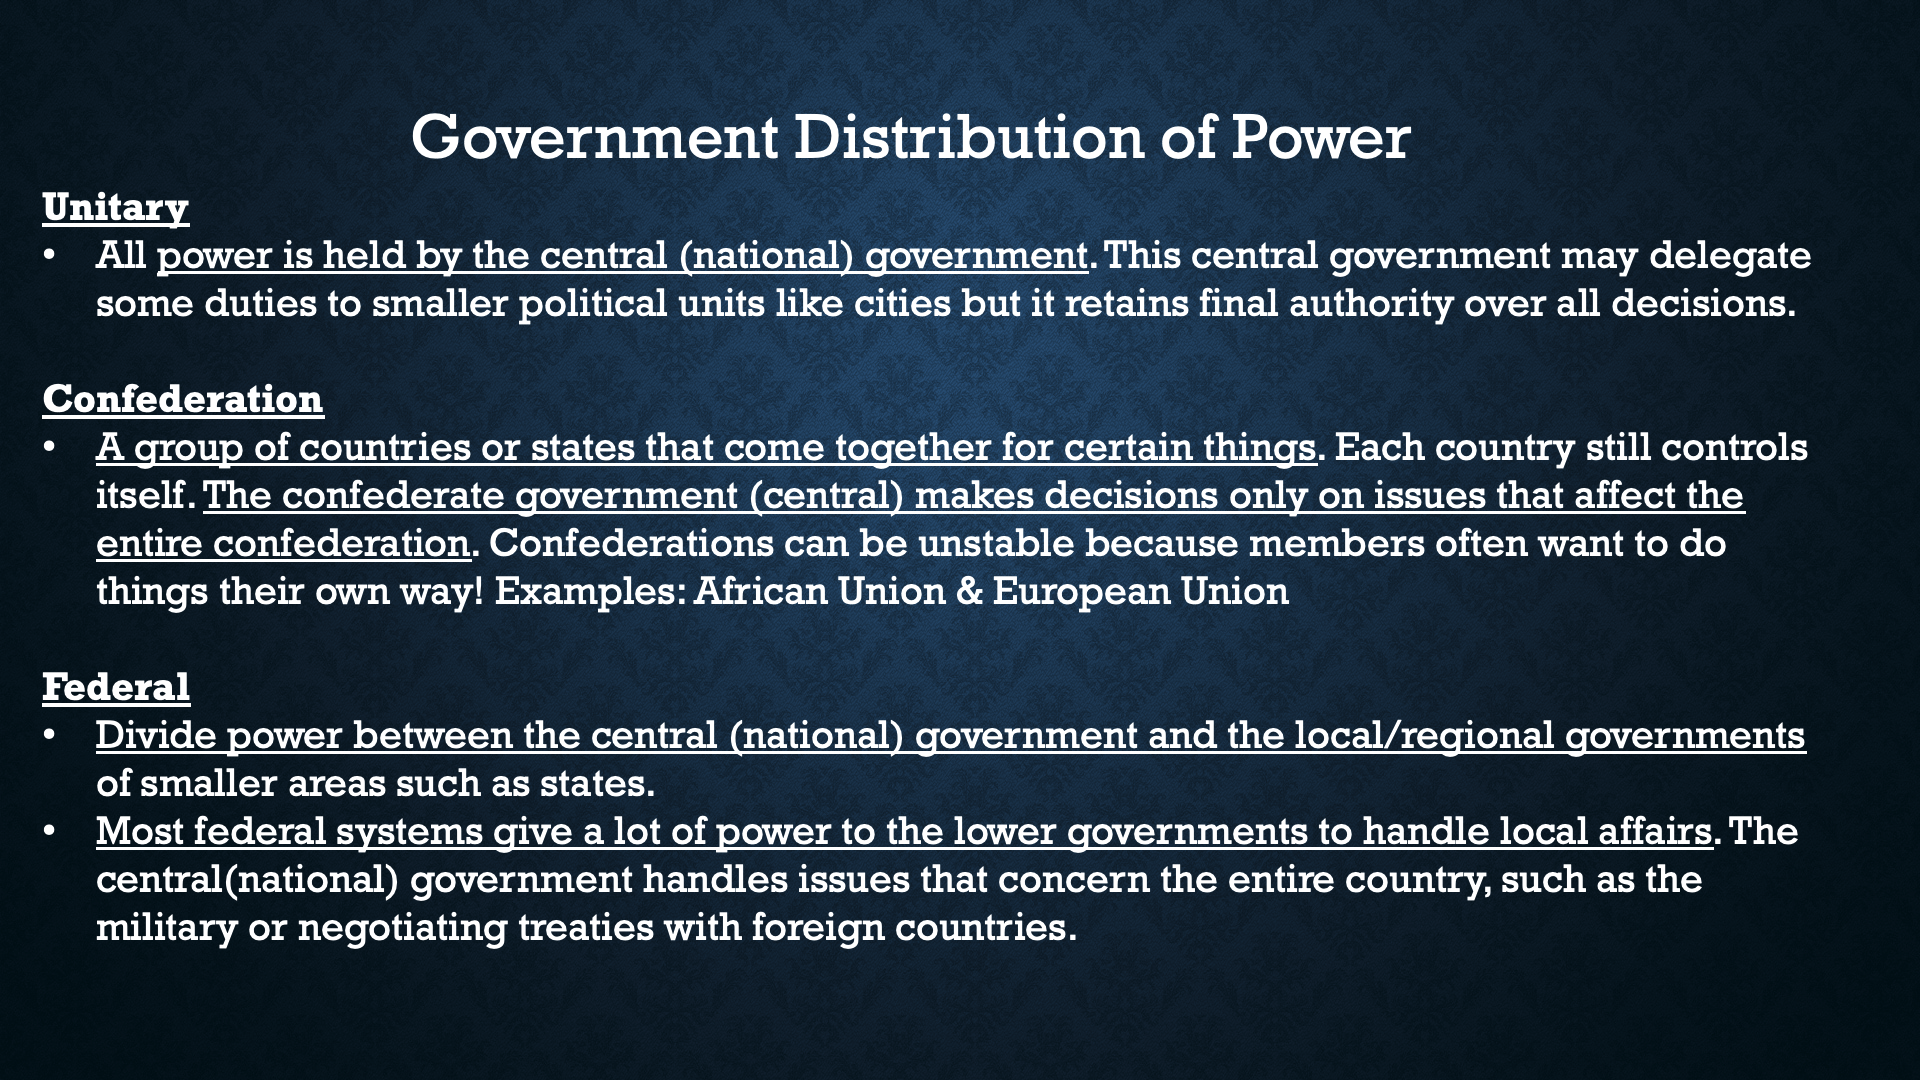 Government Distribution of Power
Unitary
• All power is held by the central (national) government. This central government may delegate
some duties to smaller political units like cities but it retains final authority over all decisions.
Confederation
• A group of countries or states that come together for certain things. Each country still controls
itself. The confederate government (central) makes decisions only on issues that affect the
entire confederation. Confederations can be unstable because members often want to do
things their own way! Examples: African Union & European Union
Federal
• Divide power between the central (national) government and the local/regional governments
of smaller areas such as states.
• Most federal systems give a lot of power to the lower governments to handle local affairs. The
central(national) government handles issues that concern the entire country, such as the
military or negotiating treaties with foreign countries.